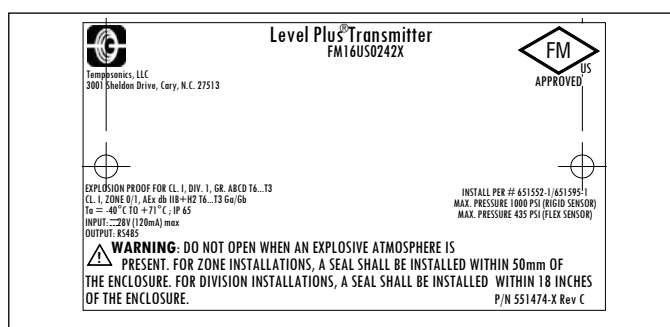 Level Plus® Transmitter
FM16US0242X
FM
US
APPROVED
Temposonics, LLC
3001 Sheldon Drive, Cary, N.C. 27513
EXPLOSION PROOF FOR CL. I, DIV. 1, GR. ABCD T6...T3
CL. I, ZONE 0/1, AEx db IIB+H2 T6...T3 Ga/Gb
Ta = -40°C TO +71°C ; IP 65
INPUT: ⎓28V (120mA) max
OUTPUT: RS485
INSTALL PER # 651552-1/651595-1
MAX. PRESSURE 1000 PSI (RIGID SENSOR)
MAX. PRESSURE 435 PSI (FLEX SENSOR)
WARNING: DO NOT OPEN WHEN AN EXPLOSIVE ATMOSPHERE IS
PRESENT. FOR ZONE INSTALLATIONS, A SEAL SHALL BE INSTALLED WITHIN 50mm OF
THE ENCLOSURE. FOR DIVISION INSTALLATIONS, A SEAL SHALL BE INSTALLED WITHIN 18 INCHES
OF THE ENCLOSURE.
P/N 551474-X Rev C